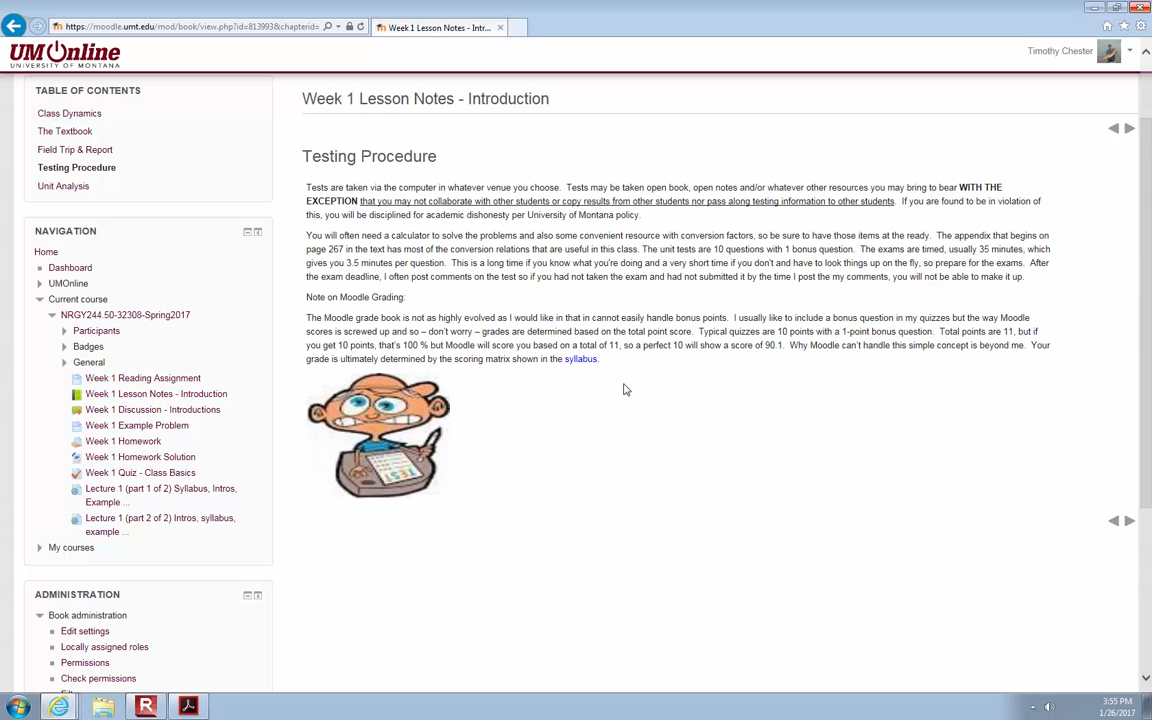 https://moodle.umt.edu/mod/book/view.php?id=813993&chapterid=
Week 1 Lesson Notes - Intr...
UMOnline
UNIVERSITY OF MONTANA
Timothy Chester
TABLE OF CONTENTS
Class Dynamics
The Textbook
Field Trip & Report
Testing Procedure
Unit Analysis
NAVIGATION
Home
Dashboard
UMOnline
Current course
NRGY244.50-32308-Spring2017
Participants
Badges
General
Week 1 Reading Assignment
Week 1 Lesson Notes - Introduction
Week 1 Discussion - Introductions
Week 1 Example Problem
Week 1 Homework
Week 1 Homework Solution
Week 1 Quiz - Class Basics
Lecture 1 (part 1 of 2) Syllabus, Intros,
Example ...
Lecture 1 (part 2 of 2) Intros, syllabus,
example ...
My courses
ADMINISTRATION
Book administration
Edit settings
Locally assigned roles
Permissions
Check permissions
Week 1 Lesson Notes - Introduction
Testing Procedure
Tests are taken via the computer in whatever venue you choose. Tests may be taken open book, open notes and/or whatever other resources you may bring to bear WITH THE
EXCEPTION that you may not collaborate with other students or copy results from other students nor pass along testing information to other students. If you are found to be in violation of
this, you will be disciplined for academic dishonesty per University of Montana policy.
You will often need a calculator to solve the problems and also some convenient resource with conversion factors, so be sure to have those items at the ready. The appendix that begins on
page 267 in the text has most of the conversion relations that are useful in this class. The unit tests are 10 questions with 1 bonus question. The exams are timed, usually 35 minutes, which
gives you 3.5 minutes per question. This is a long time if you know what you're doing and a very short time if you don't and have to look things up on the fly, so prepare for the exams. After
the exam deadline, I often post comments on the test so if you had not taken the exam and had not submitted it by the time I post the my comments, you will not be able to make it up.
Note on Moodle Grading:
The Moodle grade book is not as highly evolved as I would like in that in cannot easily handle bonus points. I usually like to include a bonus question in my quizzes but the way Moodle
scores is screwed up and so – don't worry – grades are determined based on the total point score. Typical quizzes are 10 points with a 1-point bonus question. Total points are 11, but if
you get 10 points, that's 100 % but Moodle will score you based on a total of 11, so a perfect 10 will show a score of 90.1. Why Moodle can't handle this simple concept is beyond me. Your
grade is ultimately determined by the scoring matrix shown in the syllabus.
TEST
3:55 PM
1/26/2017